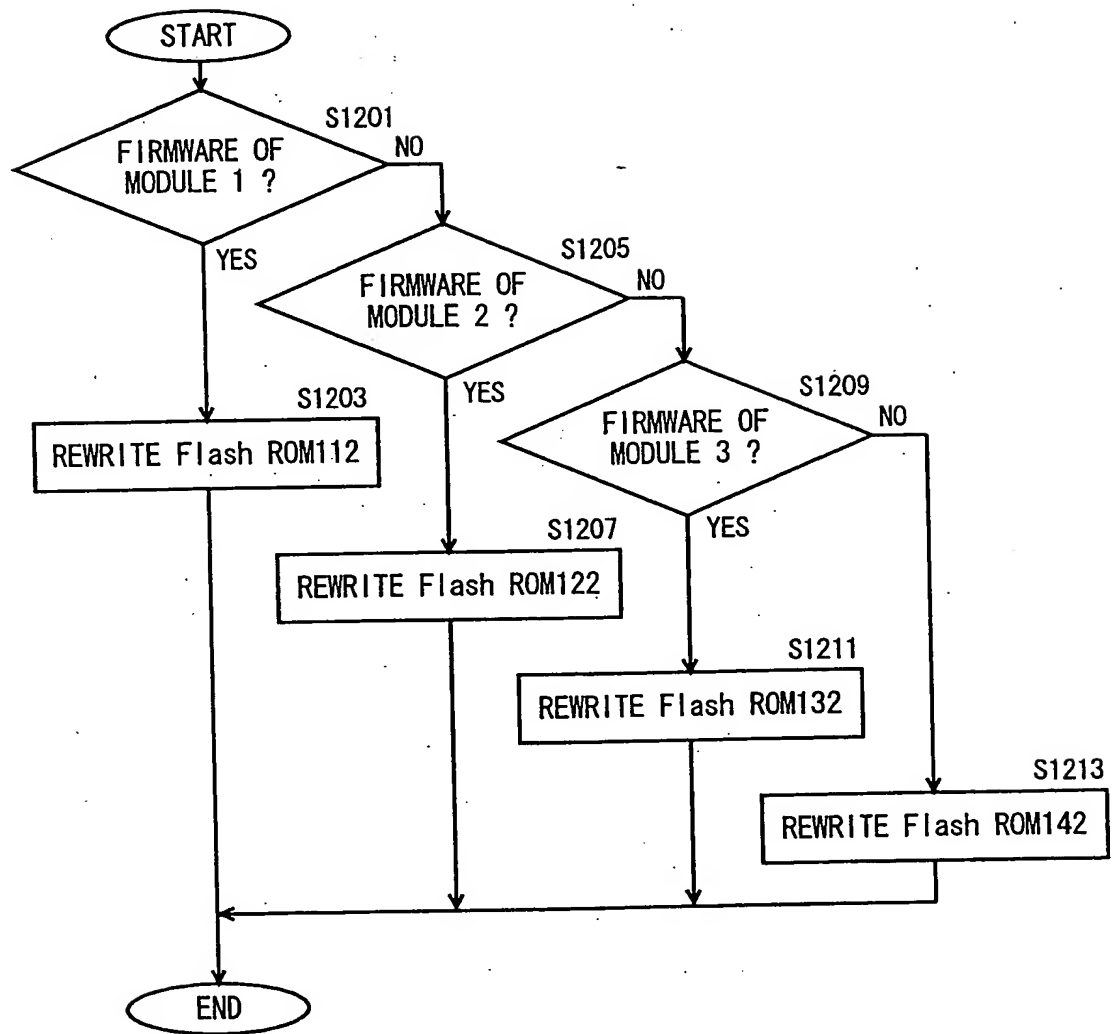 START
S1201
FIRMWARE OF
MODULE 1 ?
NO
YES
S1205
FIRMWARE OF
MODULE 2 ?
NO
YES
S1209
FIRMWARE OF
MODULE 3 ?
NO
YES
S1203
REWRITE Flash ROM112
S1207
REWRITE Flash ROM122
S1211
REWRITE Flash ROM132
S1213
REWRITE Flash ROM142
END